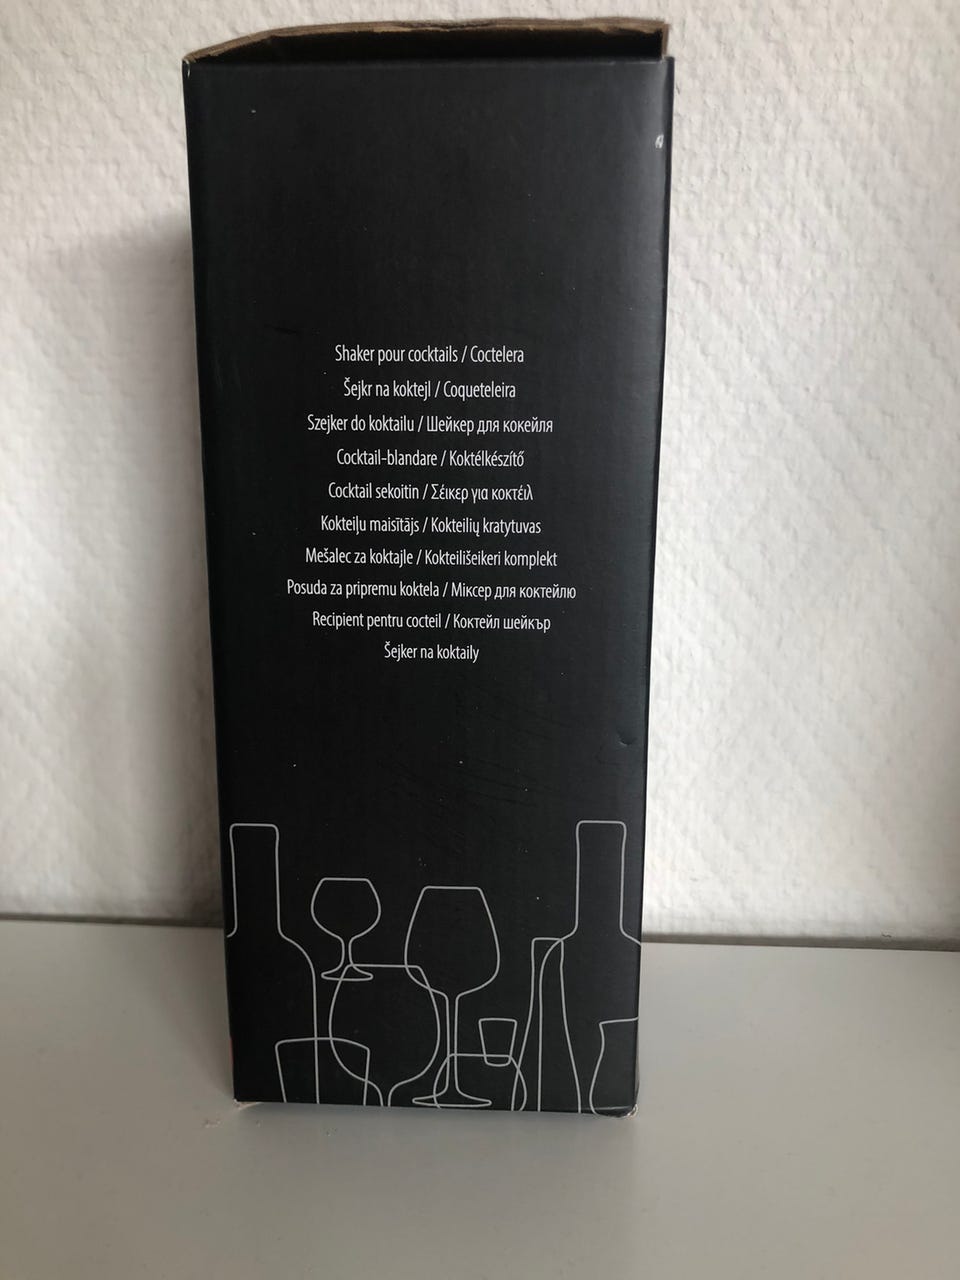 Shaker pour cocktails / Coctelera
Šejkr na koktejl / Coqueteleira
Szejker do koktailu / Шейкер для кокейля
Cocktail-blandare / Koktélkészítő
Cocktail sekoitin / Σέικερ για κοκτέιλ
Kokteiļu maisītājs / Kokteilių kratytuvas
Mešalec za koktajle / Kokteilišeikeri komplekt
Posuda za pripremu koktela / Міксер для коктейлю
Recipient pentru cocteil / Коктейл шейкър
Šejker na koktaily